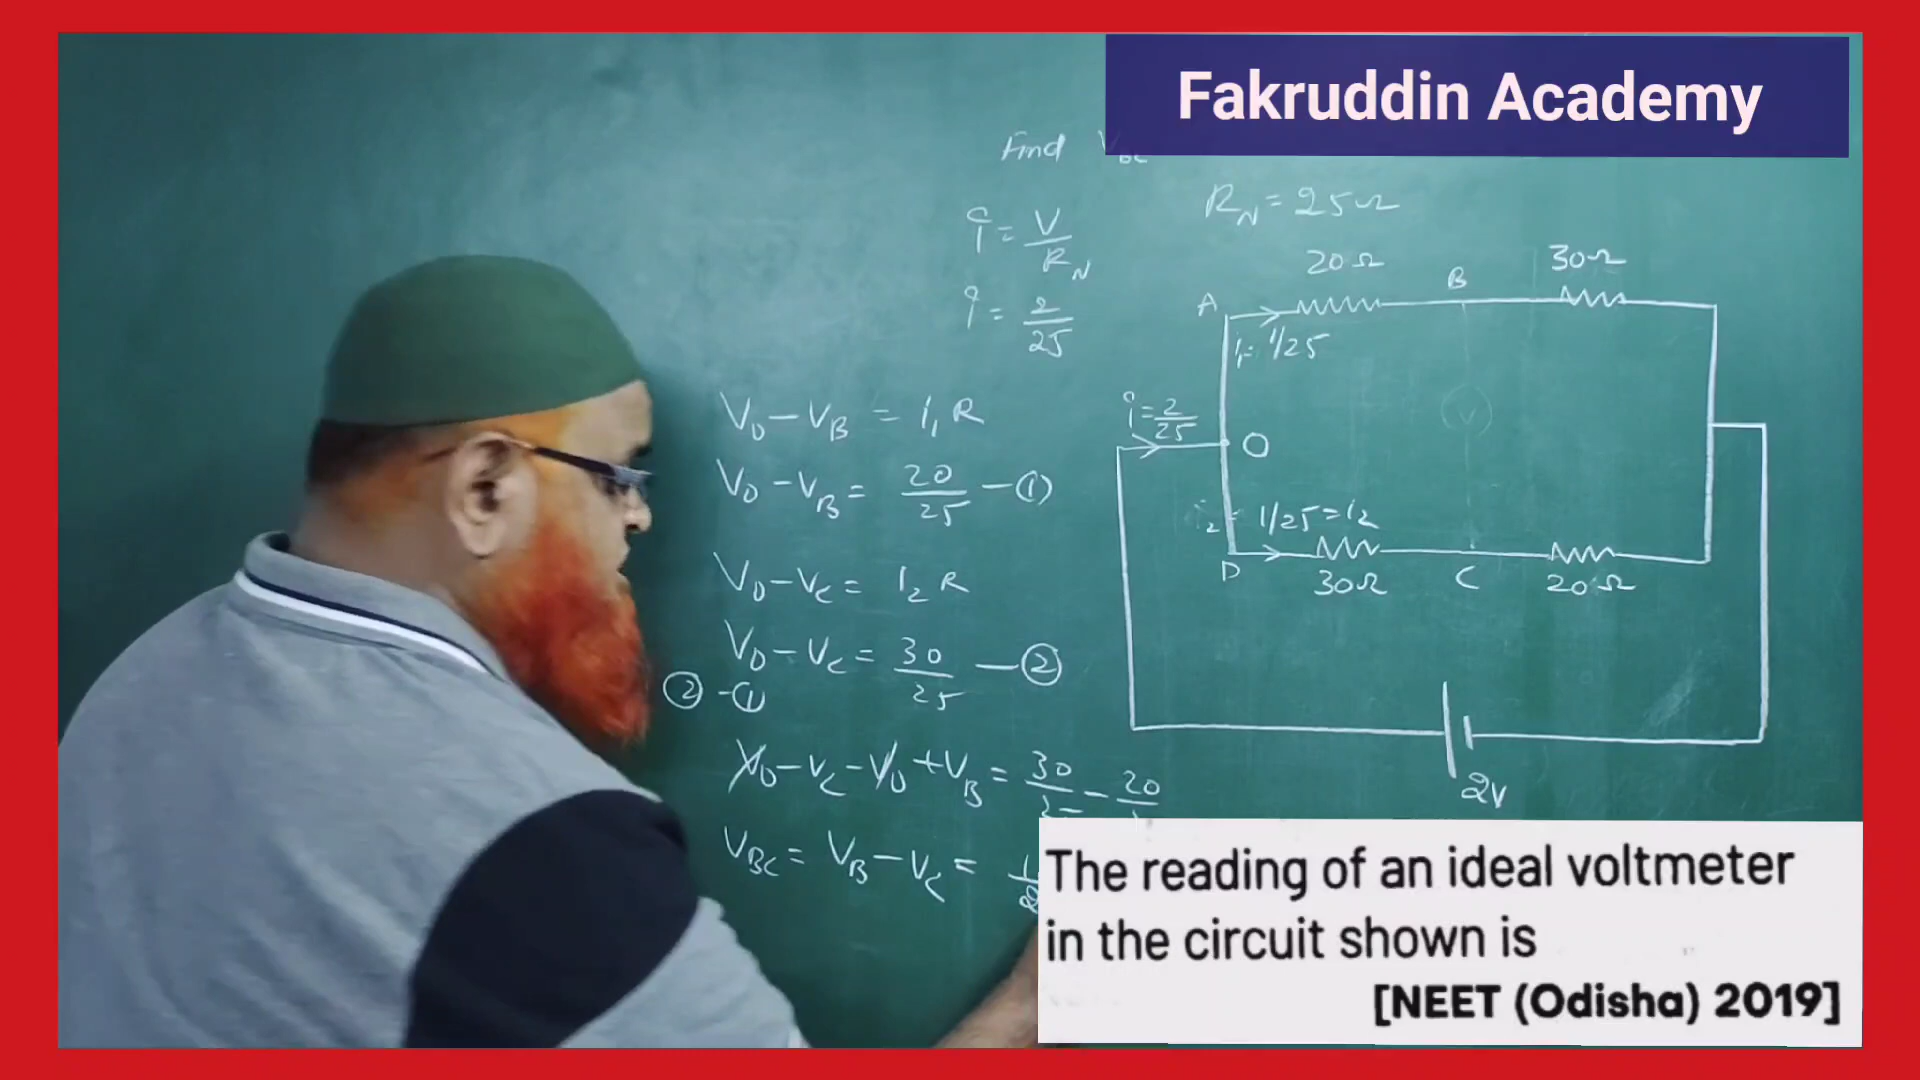 Fakruddin Academy
Find V_BC
R_N = 25Ω
i = V/R_N
i = 2/25
V_O - V_B = i₁R
V_O - V_B = 20/25 — ①
V_O - V_C = i₂R
V_O - V_C = 30/25 — ②
② - ①
V_O - V_C - V_O + V_B = 30/25 - 20/
V_BC = V_B - V_C =
20Ω
B
30Ω
A
i₁ = 1/25
i = 2/25
O
i₂ = 1/25 = i₂
D
30Ω
C
20Ω
V
2V
The reading of an ideal voltmeter
in the circuit shown is
[NEET (Odisha) 2019]